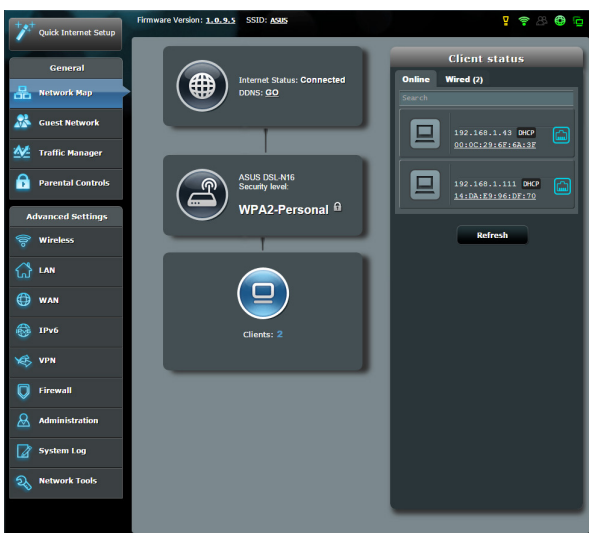 Quick Internet Setup
Firmware Version: 1.0.9.5 SSID: ASUS
General
Network Map
Guest Network
Traffic Manager
Parental Controls
Advanced Settings
Wireless
LAN
WAN
IPv6
VPN
Firewall
Administration
System Log
Network Tools
Internet Status: Connected
DDNS: GO
ASUS DSL-N16
Security level:
WPA2-Personal
Clients: 2
Client status
Online Wired (2)
Search
192.168.1.43 DHCP
00:0C:29:6F:6A:3F
192.168.1.111 DHCP
14:DA:E9:96:DF:70
Refresh